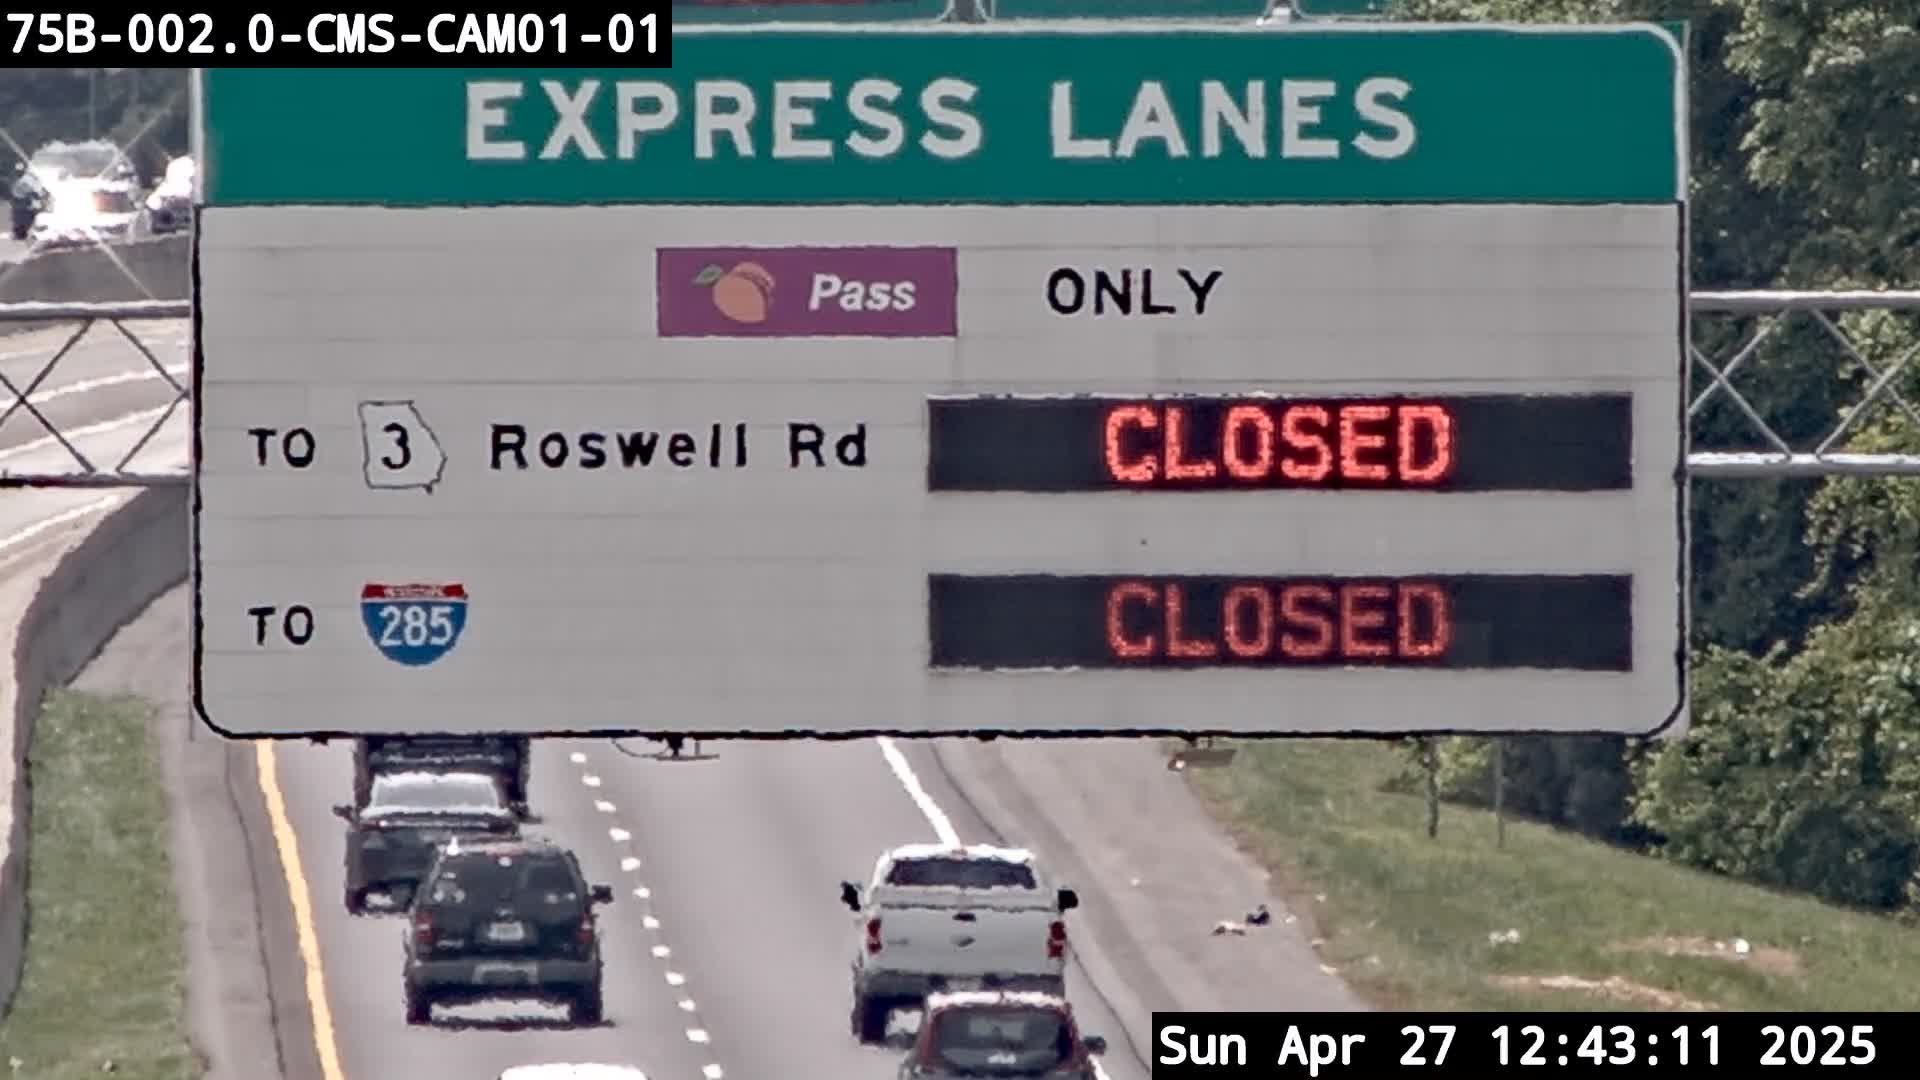 75B-002.0-CMS-CAM01-01
EXPRESS LANES
Pass ONLY
TO 3 Roswell Rd CLOSED
TO 285 CLOSED
Sun Apr 27 12:43:11 2025